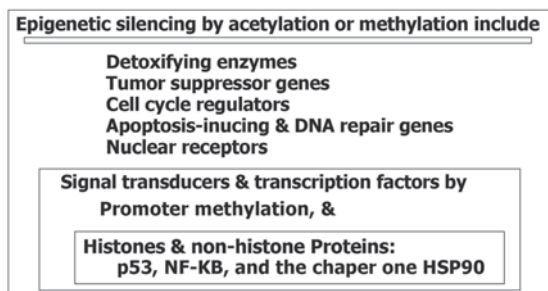 Epigenetic silencing by acetylation or methylation include
Detoxifying enzymes
Tumor suppressor genes
Cell cycle regulators
Apoptosis-inucing & DNA repair genes
Nuclear receptors
Signal transducers & transcription factors by
Promoter methylation, &
Histones & non-histone Proteins:
p53, NF-KB, and the chaper one HSP90